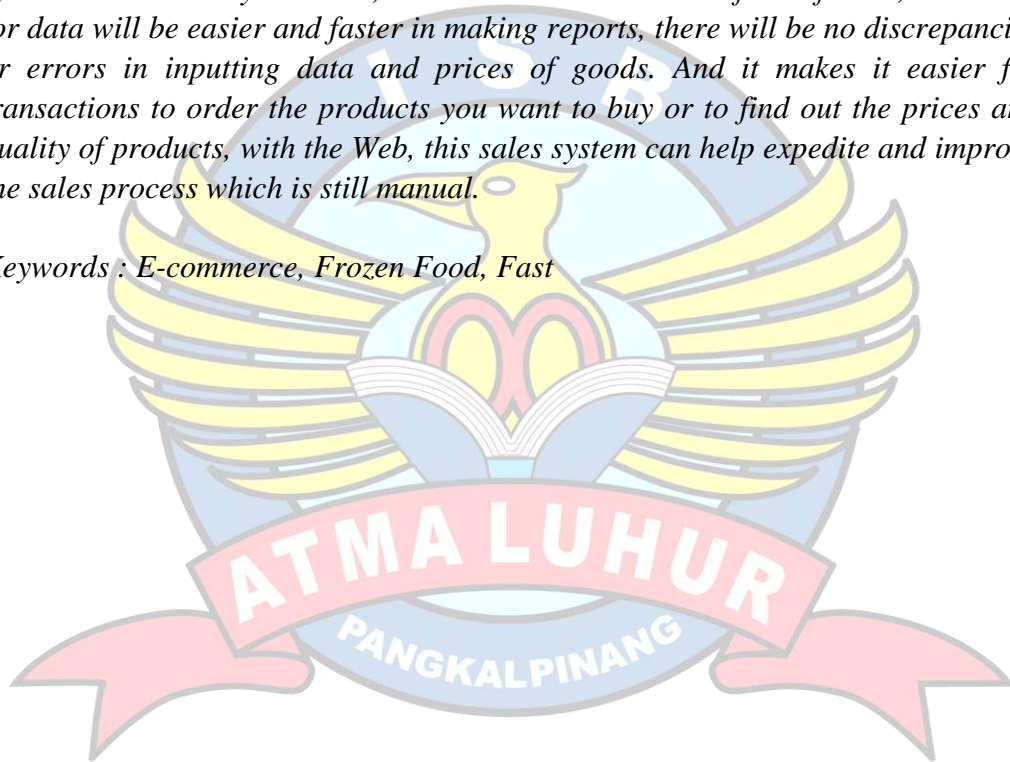 or data will be easier and faster in making reports, there will be no discrepanci
r errors in inputting data and prices of goods. And it makes it easier f
ransactions to order the products you want to buy or to find out the prices a
uality of products, with the Web, this sales system can help expedite and impro
he sales process which is still manual.
Keywords : E-commerce, Frozen Food, Fast
I S B
ATMA LUHUR
PANGKALPINANG